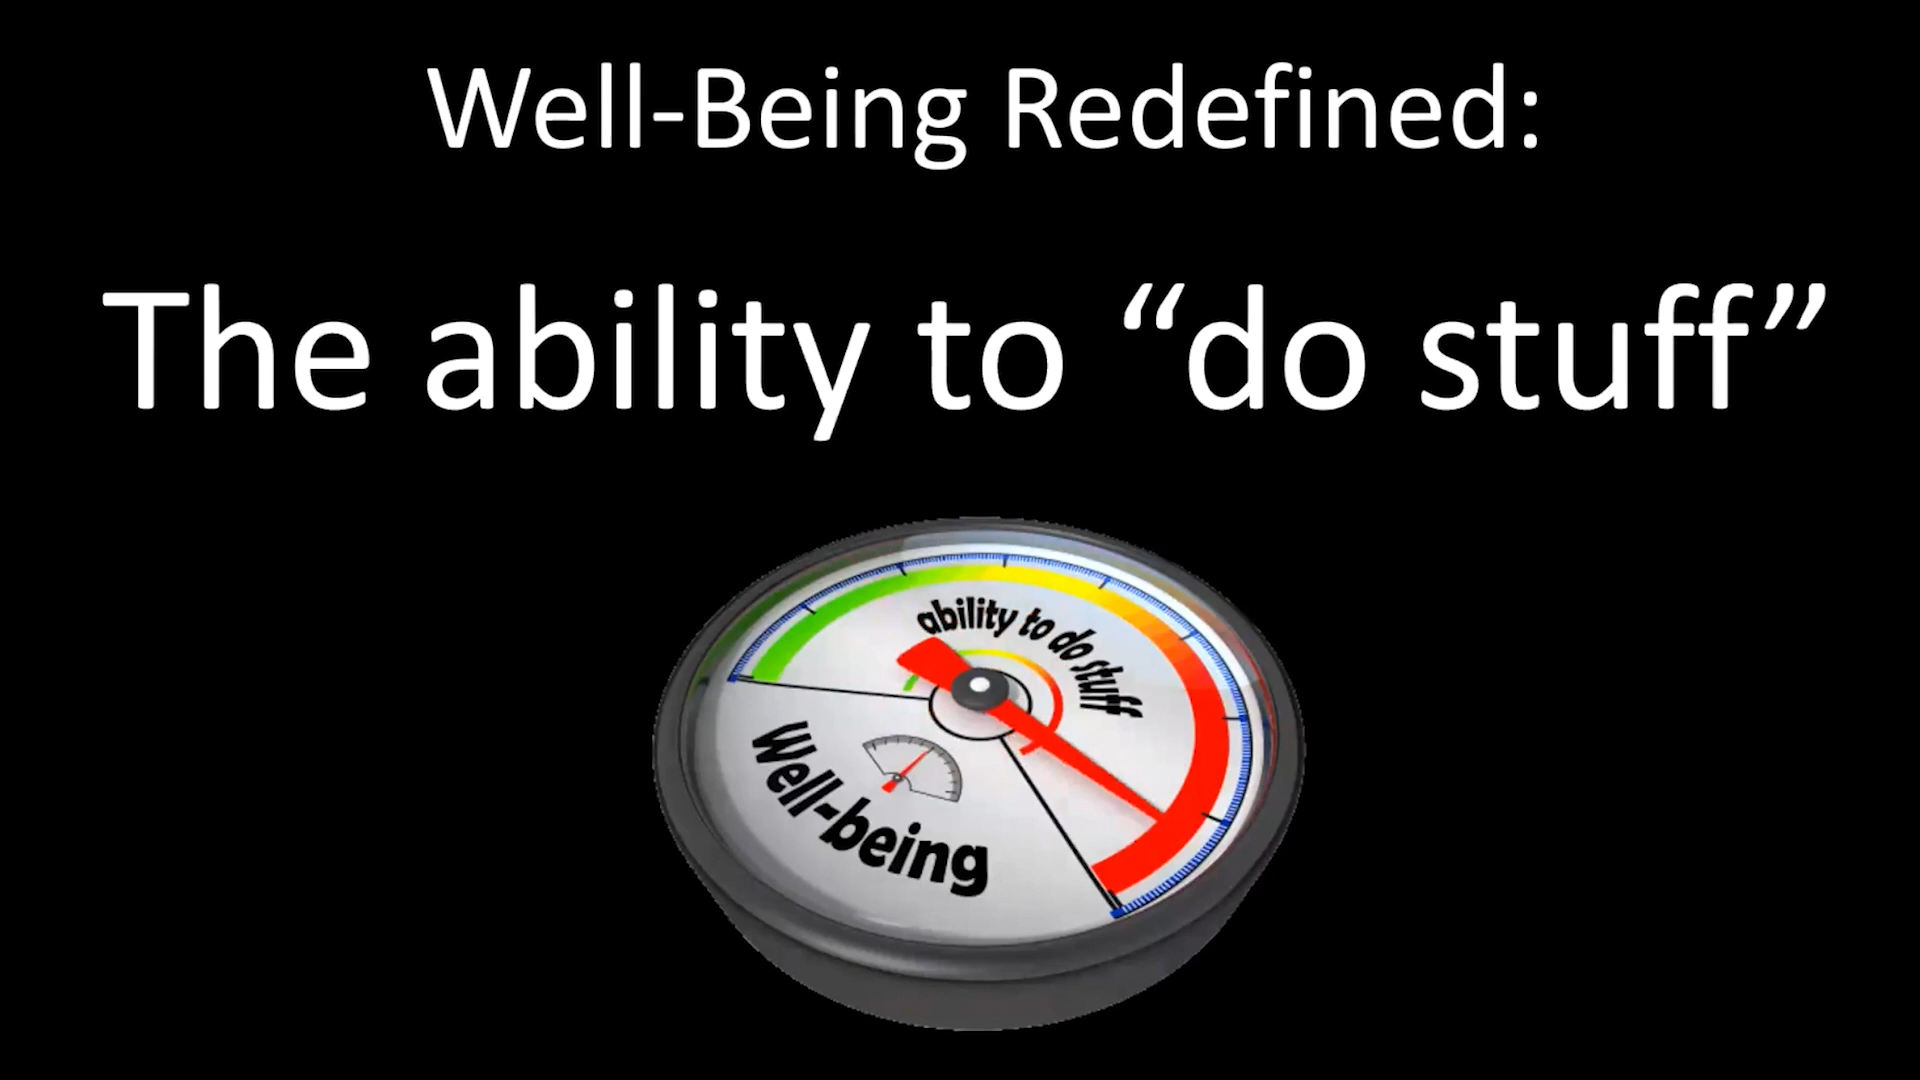 Well-Being Redefined:
The ability to “do stuff”
ability to do stuff
Well-being